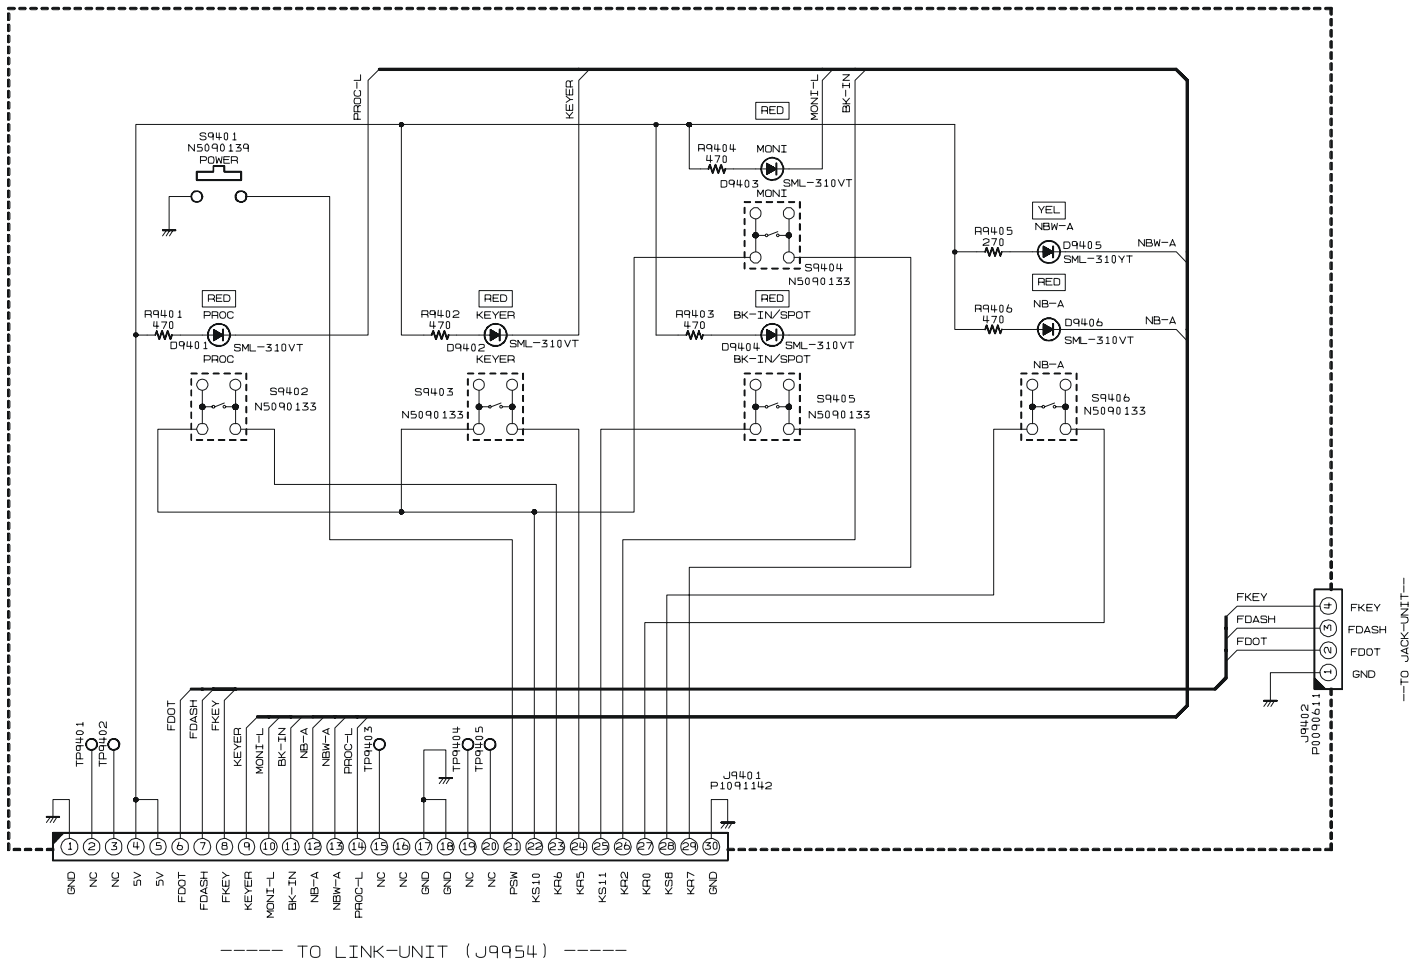 PROC-L
KEYER
MONI-L
BK-IN
RED
S9401
N5090139
POWER
R9404
470
MONI
D9403
SML-310VT
MONI
S9404
N5090133
YEL
NBW-A
R9405
270
D9405
SML-310YT
NBW-A
RED
PROC
R9401
470
D9401
SML-310VT
PROC
RED
KEYER
R9402
470
D9402
SML-310VT
KEYER
RED
BK-IN/SPOT
R9403
470
D9404
SML-310VT
BK-IN/SPOT
RED
NB-A
R9406
470
D9406
SML-310VT
NB-A
NB-A
S9402
N5090133
S9403
N5090133
S9405
N5090133
S9406
N5090133
FKEY
FDASH
FDOT
4 FKEY
3 FDASH
2 FDOT
1 GND
J9402
P0090611
--TO JACK-UNIT--
TP9401
TP9402
FDOT
FDASH
FKEY
KEYER
MONI-L
BK-IN
NB-A
NBW-A
PROC-L
TP9403
TP9404
TP9405
J9401
P1091142
1 2 3 4 5 6 7 8 9 10 11 12 13 14 15 16 17 18 19 20 21 22 23 24 25 26 27 28 29 30
GND
NC
NC
5V
5V
FDOT
FDASH
FKEY
KEYER
MONI-L
BK-IN
NB-A
NBW-A
PROC-L
NC
NC
GND
GND
NC
NC
PSW
KS10
KR6
KR5
KS11
KR2
KR0
KS8
KR7
GND
----- TO LINK-UNIT (J9954) -----